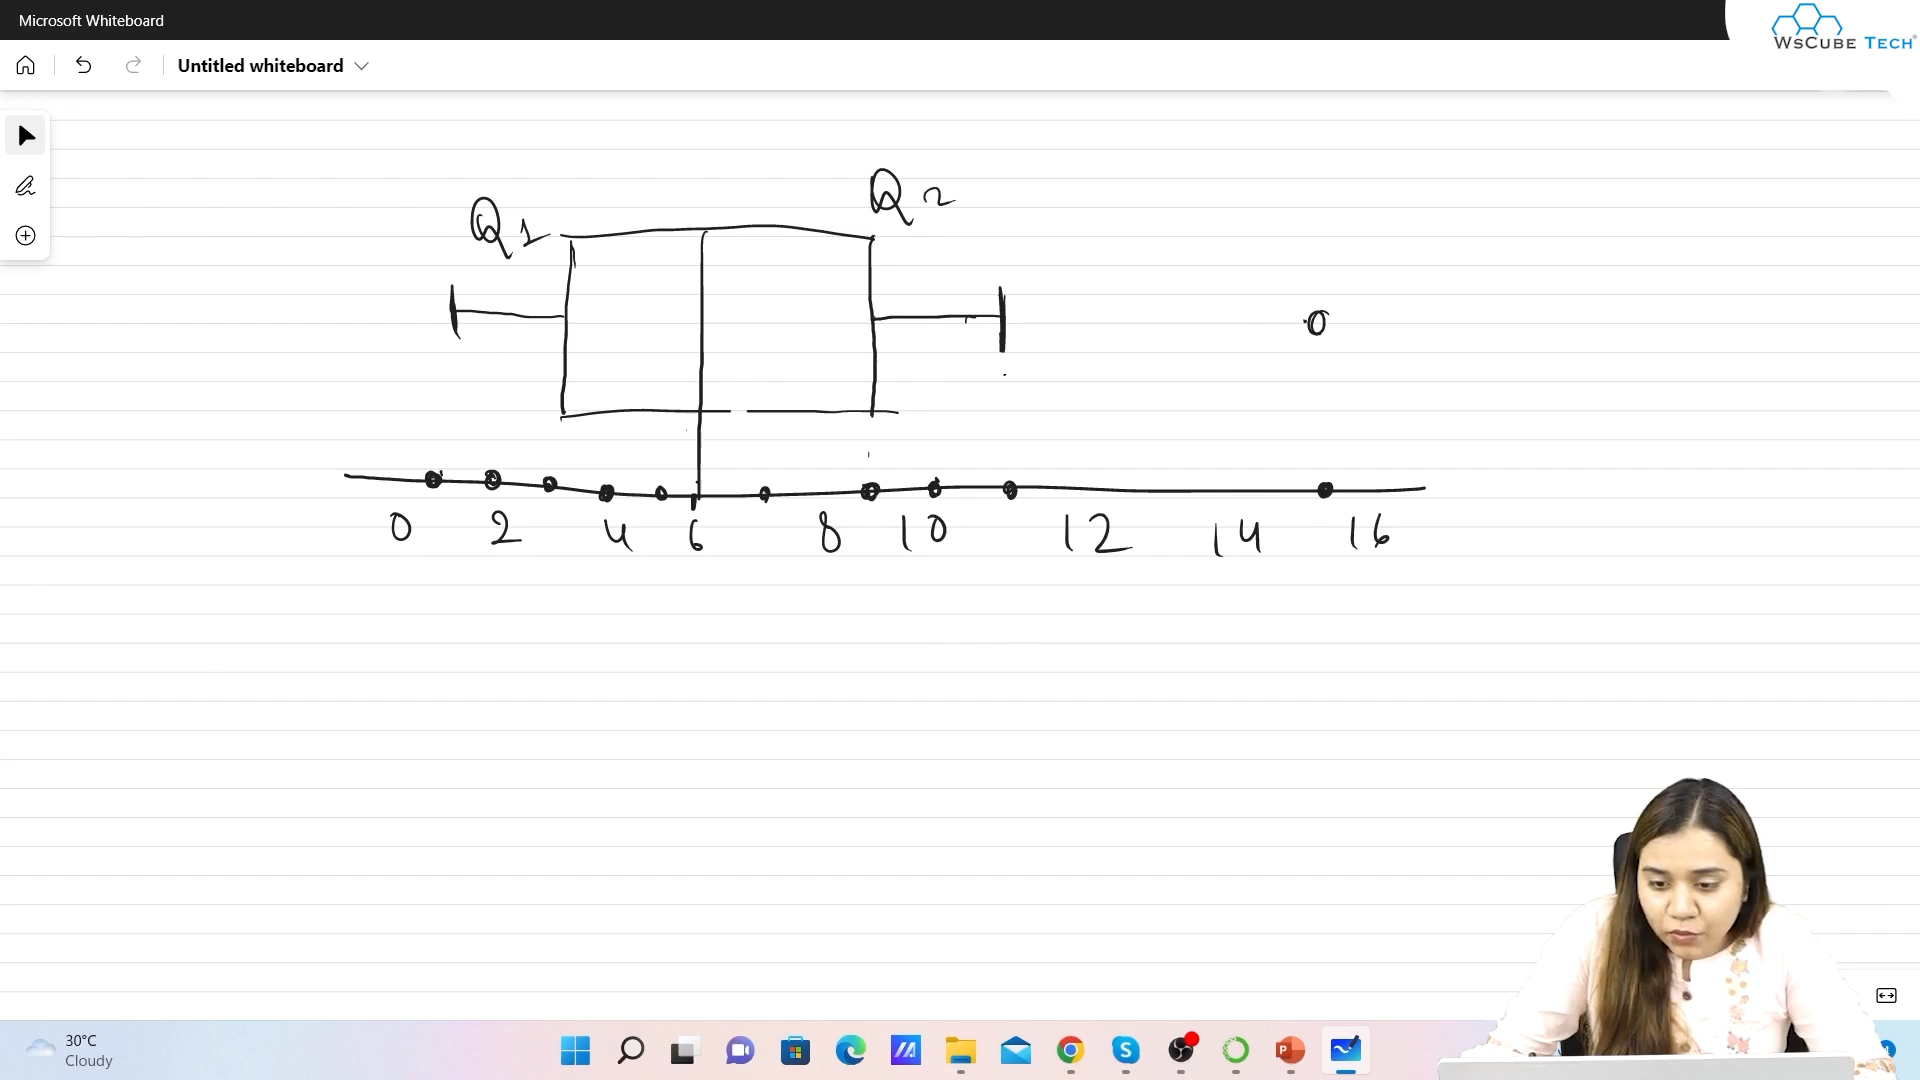 Microsoft Whiteboard
WsCube Tech
Untitled whiteboard
Q1
Q2
0 2 4 6 8 10 12 14 16
30°C
Cloudy